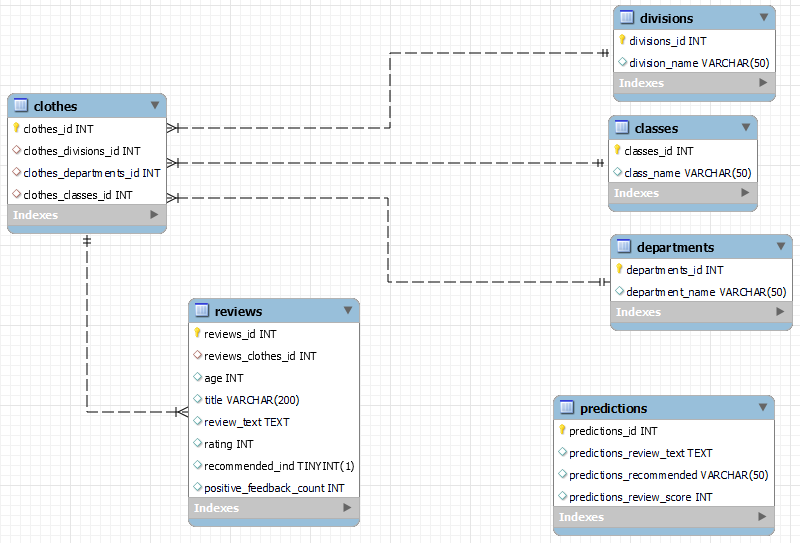 divisions
divisions_id INT
division_name VARCHAR(50)
Indexes
clothes
clothes_id INT
clothes_divisions_id INT
clothes_departments_id INT
clothes_classes_id INT
Indexes
classes
classes_id INT
class_name VARCHAR(50)
Indexes
departments
departments_id INT
department_name VARCHAR(50)
Indexes
reviews
reviews_id INT
reviews_clothes_id INT
age INT
title VARCHAR(200)
review_text TEXT
rating INT
recommended_ind TINYINT(1)
positive_feedback_count INT
Indexes
predictions
predictions_id INT
predictions_review_text TEXT
predictions_recommended VARCHAR(50)
predictions_review_score INT
Indexes